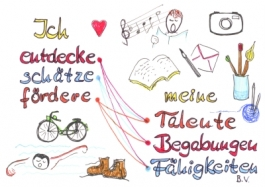 Ich
entdecke
schätze
fördere
meine
Talente
Begabungen
Fähigkeiten
B.V.